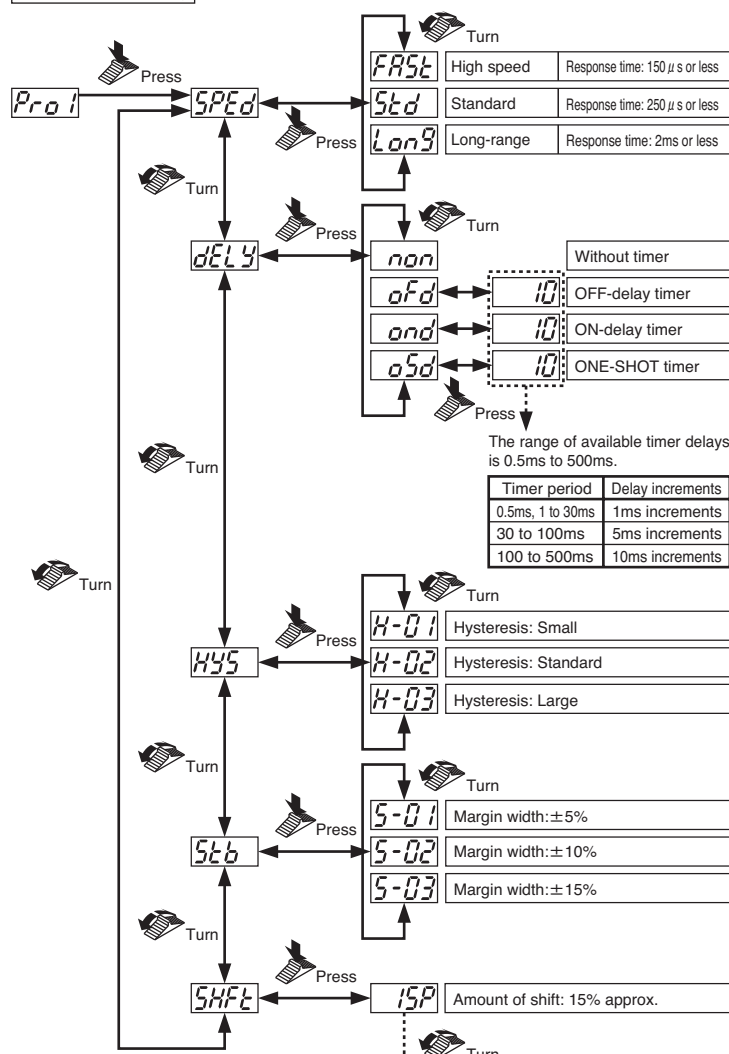 Turn
Press
FASt High speed Response time: 150 μ s or less
Pro1 SPEd Std Standard Response time: 250 μ s or less
Press
Long Long-range Response time: 2ms or less
Turn
Turn
Press
dELY non Without timer
oFd 10 OFF-delay timer
ond 10 ON-delay timer
oSd 10 ONE-SHOT timer
Press
The range of available timer delays
is 0.5ms to 500ms.
Turn
Timer period Delay increments
0.5ms, 1 to 30ms 1ms increments
30 to 100ms 5ms increments
100 to 500ms 10ms increments
Turn
Turn
Press
H-01 Hysteresis: Small
HYS H-02 Hysteresis: Standard
H-03 Hysteresis: Large
Turn
Turn
Press
S-01 Margin width:±5%
Stb S-02 Margin width:±10%
S-03 Margin width:±15%
Turn
Press
SHFt 15P Amount of shift: 15% approx.
Turn